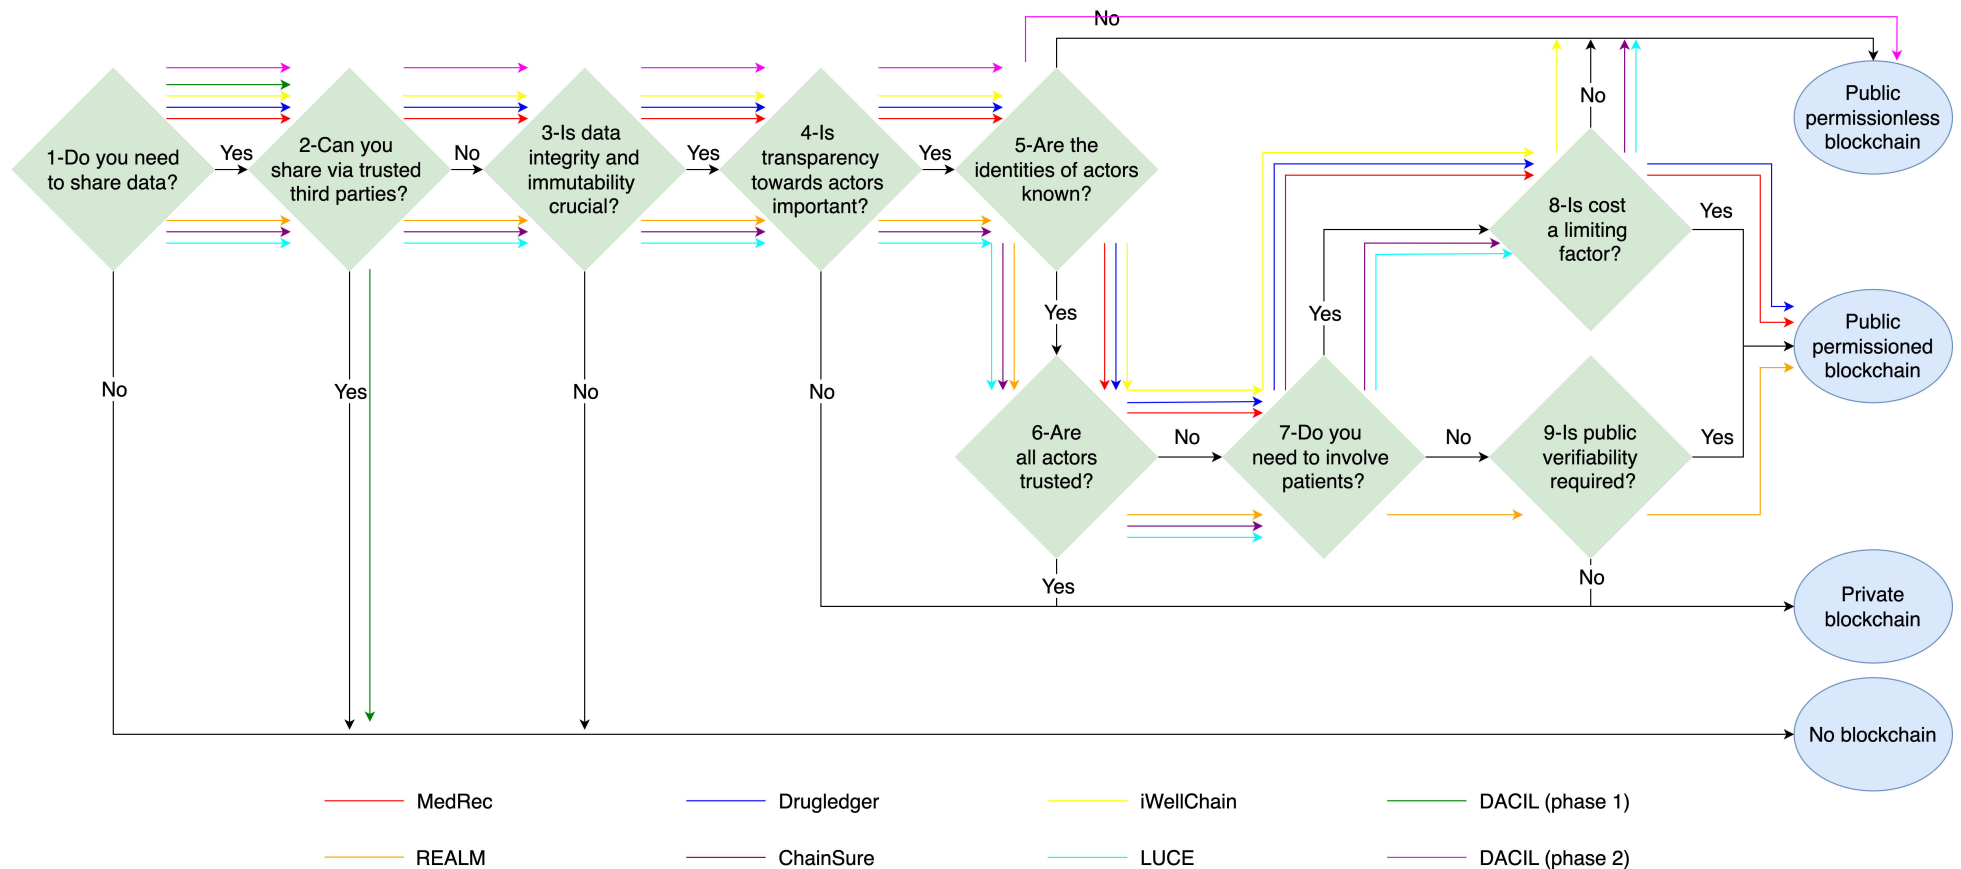 No
1-Do you need
to share data?
Yes
2-Can you
share via trusted
third parties?
No
3-Is data
integrity and
immutability
crucial?
Yes
4-Is
transparency
towards actors
important?
Yes
5-Are the
identities of actors
known?
No
8-Is cost
a limiting
factor?
Yes
Public
permissionless
blockchain
Yes
Yes
Public
permissioned
blockchain
No
Yes
No
No
6-Are
all actors
trusted?
No
7-Do you
need to involve
patients?
No
9-Is public
verifiability
required?
Yes
Yes
No
Private
blockchain
No blockchain
MedRec
Drugledger
iWellChain
DACIL (phase 1)
REALM
ChainSure
LUCE
DACIL (phase 2)